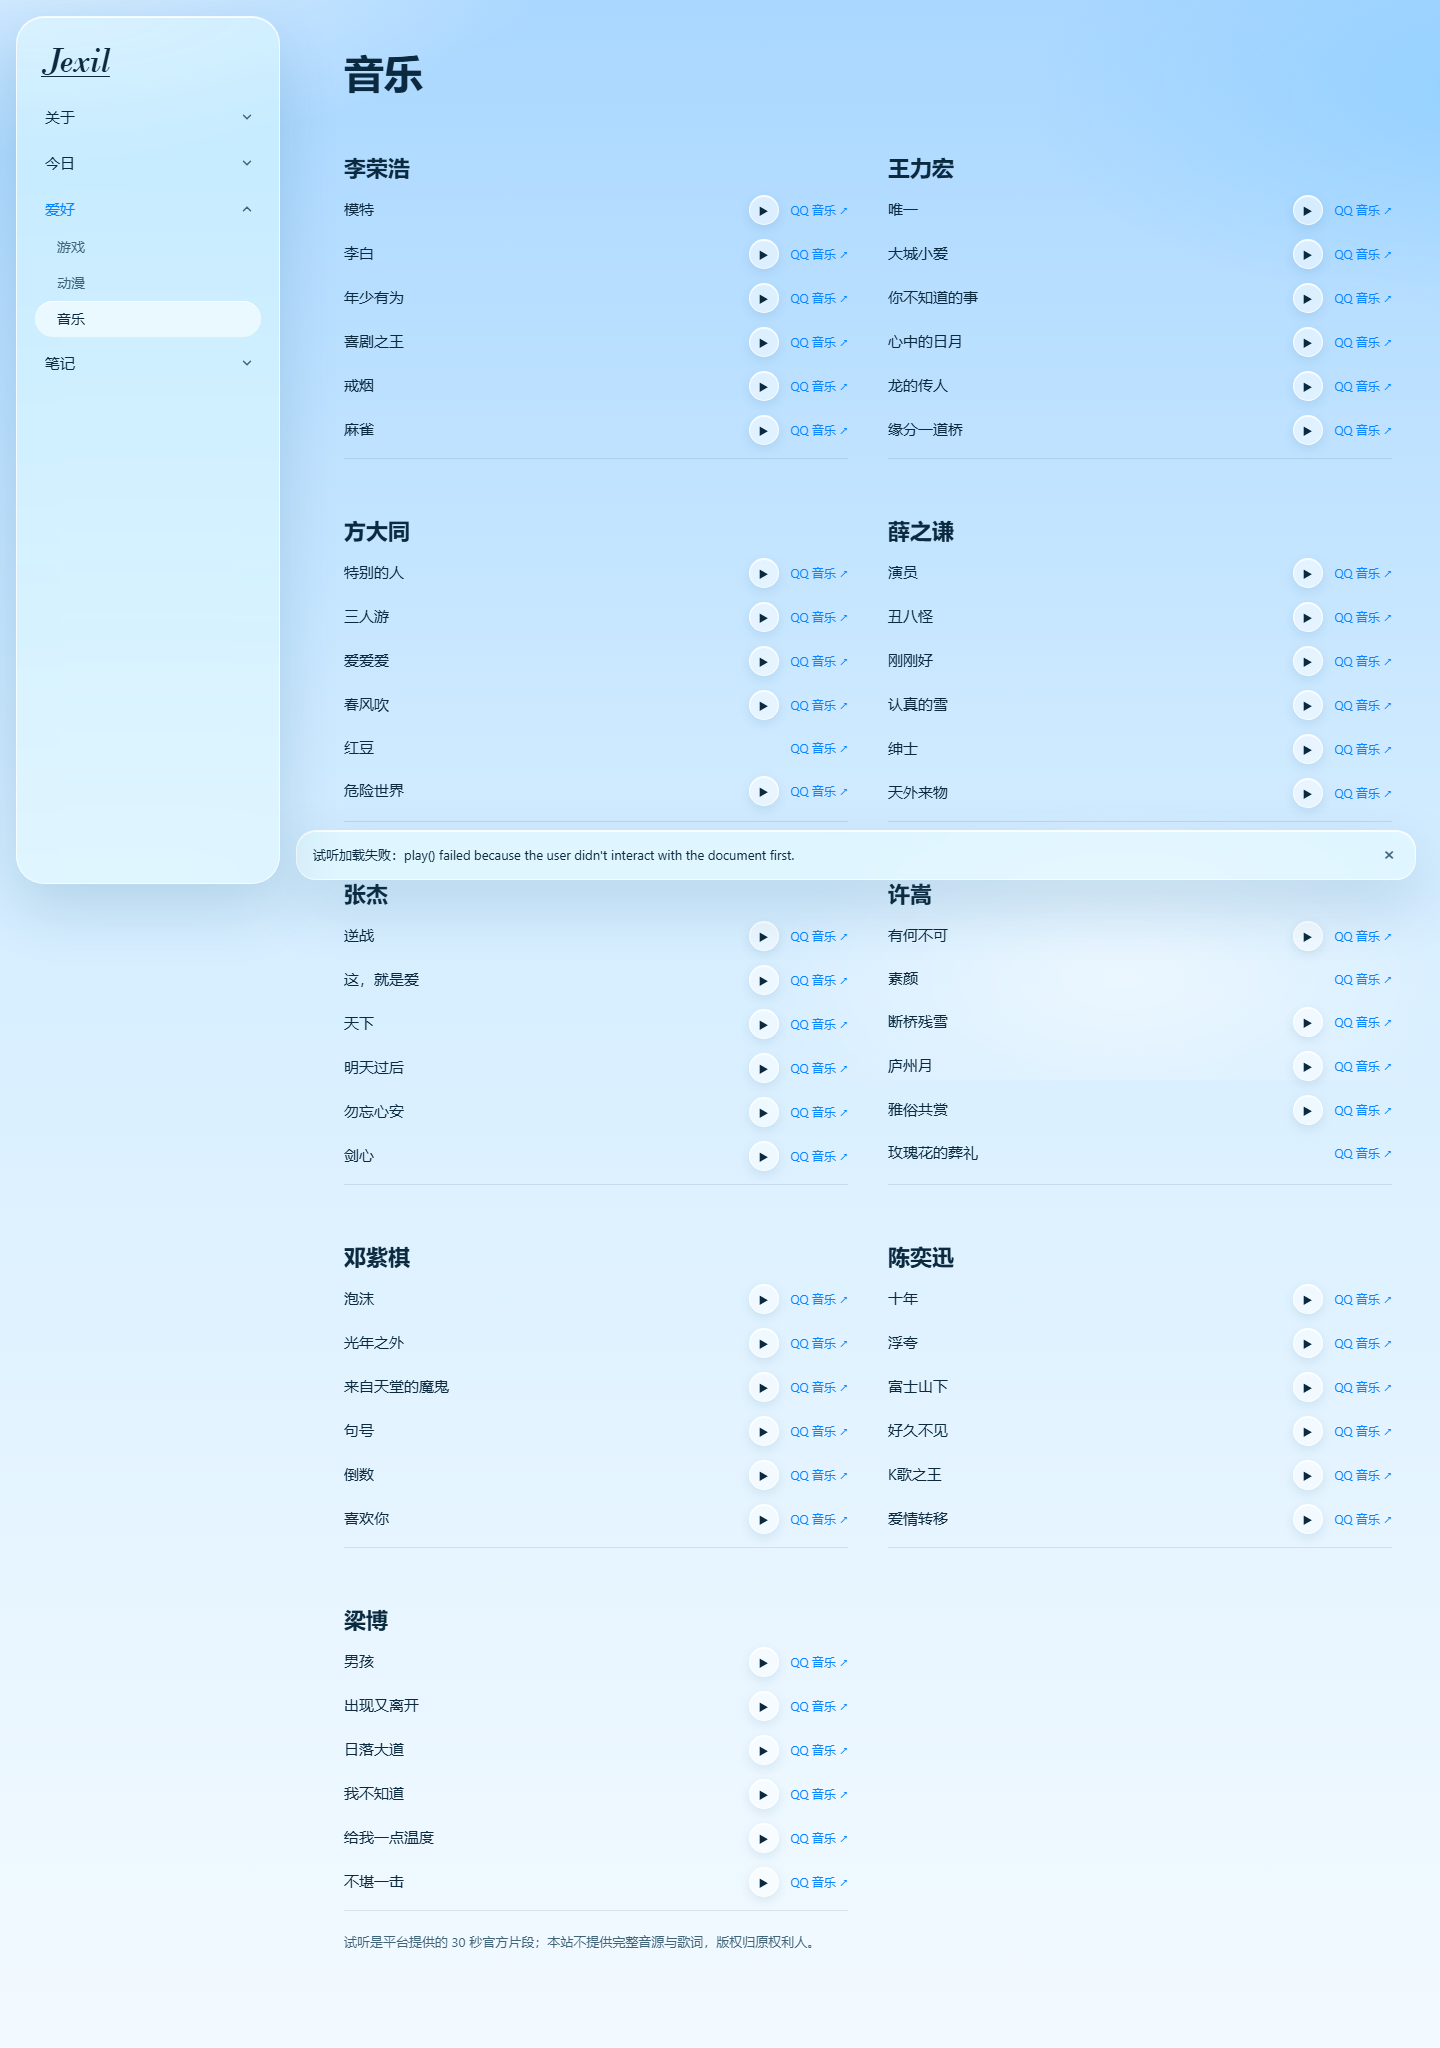 Jexil
关于
今日
爱好
游戏
动漫
音乐
笔记
音乐
李荣浩
模特 QQ 音乐 ↗
李白 QQ 音乐 ↗
年少有为 QQ 音乐 ↗
喜剧之王 QQ 音乐 ↗
戒烟 QQ 音乐 ↗
麻雀 QQ 音乐 ↗
王力宏
唯一 QQ 音乐 ↗
大城小爱 QQ 音乐 ↗
你不知道的事 QQ 音乐 ↗
心中的日月 QQ 音乐 ↗
龙的传人 QQ 音乐 ↗
缘分一道桥 QQ 音乐 ↗
方大同
特别的人 QQ 音乐 ↗
三人游 QQ 音乐 ↗
爱爱爱 QQ 音乐 ↗
春风吹 QQ 音乐 ↗
红豆 QQ 音乐 ↗
危险世界 QQ 音乐 ↗
薛之谦
演员 QQ 音乐 ↗
丑八怪 QQ 音乐 ↗
刚刚好 QQ 音乐 ↗
认真的雪 QQ 音乐 ↗
绅士 QQ 音乐 ↗
天外来物 QQ 音乐 ↗
试听加载失败：play() failed because the user didn't interact with the document first. ×
张杰
逆战 QQ 音乐 ↗
这，就是爱 QQ 音乐 ↗
天下 QQ 音乐 ↗
明天过后 QQ 音乐 ↗
勿忘心安 QQ 音乐 ↗
剑心 QQ 音乐 ↗
许嵩
有何不可 QQ 音乐 ↗
素颜 QQ 音乐 ↗
断桥残雪 QQ 音乐 ↗
庐州月 QQ 音乐 ↗
雅俗共赏 QQ 音乐 ↗
玫瑰花的葬礼 QQ 音乐 ↗
邓紫棋
泡沫 QQ 音乐 ↗
光年之外 QQ 音乐 ↗
来自天堂的魔鬼 QQ 音乐 ↗
句号 QQ 音乐 ↗
倒数 QQ 音乐 ↗
喜欢你 QQ 音乐 ↗
陈奕迅
十年 QQ 音乐 ↗
浮夸 QQ 音乐 ↗
富士山下 QQ 音乐 ↗
好久不见 QQ 音乐 ↗
K歌之王 QQ 音乐 ↗
爱情转移 QQ 音乐 ↗
梁博
男孩 QQ 音乐 ↗
出现又离开 QQ 音乐 ↗
日落大道 QQ 音乐 ↗
我不知道 QQ 音乐 ↗
给我一点温度 QQ 音乐 ↗
不堪一击 QQ 音乐 ↗
试听是平台提供的 30 秒官方片段；本站不提供完整音源与歌词，版权归原权利人。